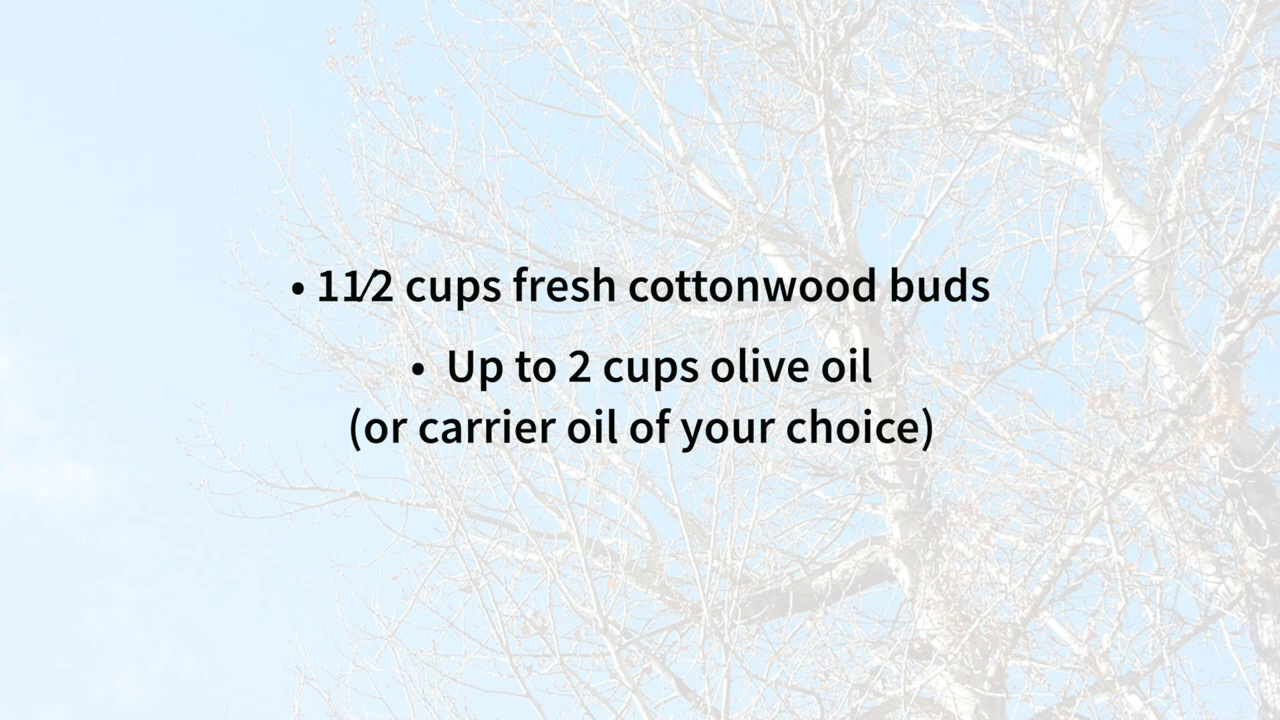 • 11⁄2 cups fresh cottonwood buds
• Up to 2 cups olive oil
(or carrier oil of your choice)